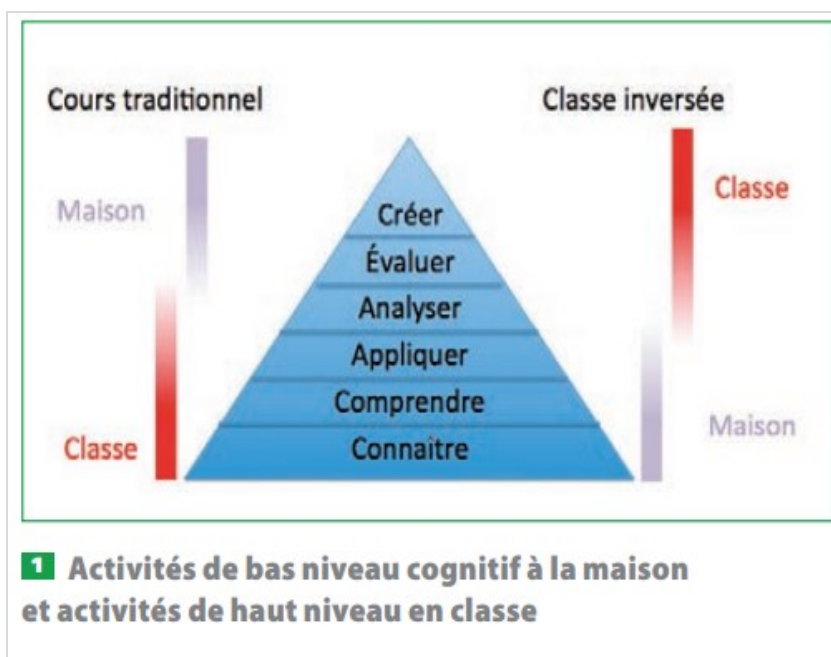 Cours traditionnel
Classe inversée
Maison
Classe
Créer
Évaluer
Analyser
Appliquer
Comprendre
Connaître
Classe
Maison
1 Activités de bas niveau cognitif à la maison
et activités de haut niveau en classe